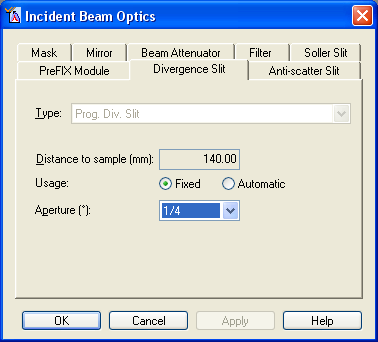 Incident Beam Optics
Mask Mirror Beam Attenuator Filter Soller Slit
PreFIX Module Divergence Slit Anti-scatter Slit
Type: Prog. Div. Slit
Distance to sample (mm): 140.00
Usage: Fixed Automatic
Aperture (°): 1/4
OK Cancel Apply Help